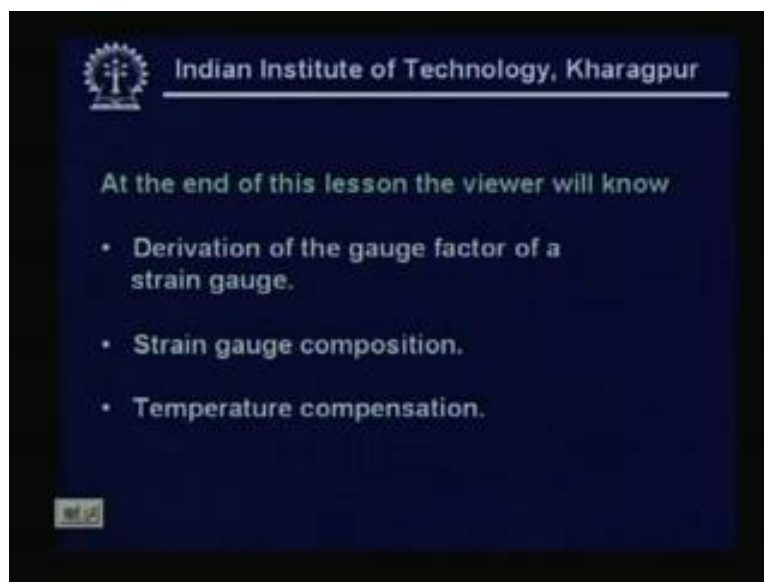 Indian Institute of Technology, Kharagpur
At the end of this lesson the viewer will know
• Derivation of the gauge factor of a
strain gauge.
• Strain gauge composition.
• Temperature compensation.